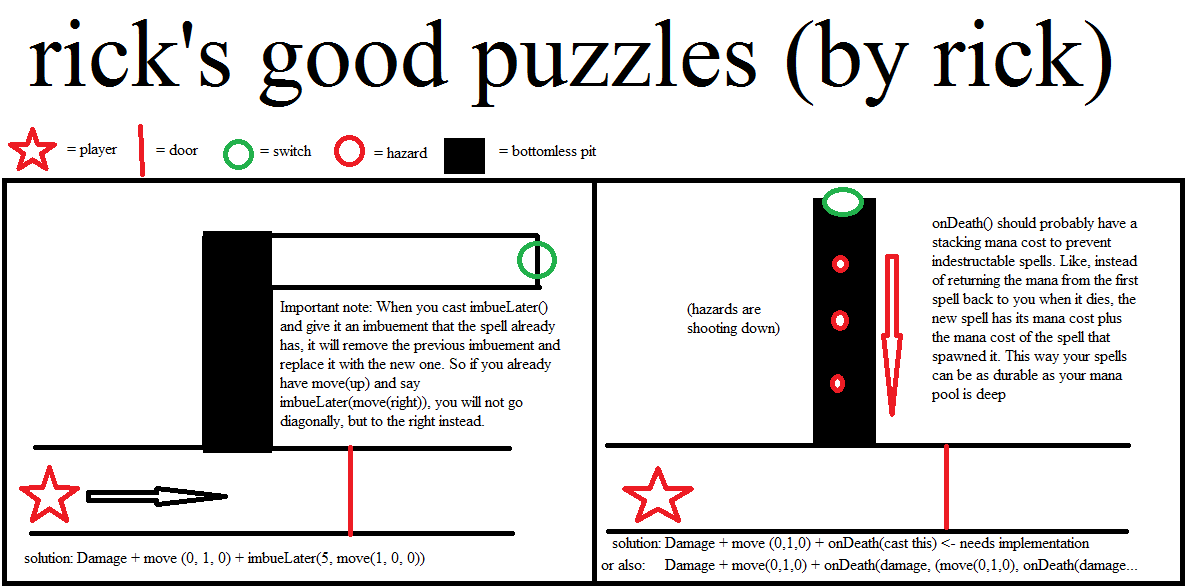 rick's good puzzles (by rick)
= player
= door
= switch
= hazard
= bottomless pit
Important note: When you cast imbueLater()
and give it an imbuement that the spell already
has, it will remove the previous imbuement and
replace it with the new one. So if you already
have move(up) and say
imbueLater(move(right)), you will not go
diagonally, but to the right instead.
solution: Damage + move (0, 1, 0) + imbueLater(5, move(1, 0, 0))
(hazards are
shooting down)
onDeath() should probably have a
stacking mana cost to prevent
indestructable spells. Like, instead
of returning the mana from the first
spell back to you when it dies, the
new spell has its mana cost plus
the mana cost of the spell that
spawned it. This way your spells
can be as durable as your mana
pool is deep
solution: Damage + move (0,1,0) + onDeath(cast this) <- needs implementation
or also: Damage + move(0,1,0) + onDeath(damage, (move(0,1,0), onDeath(damage...